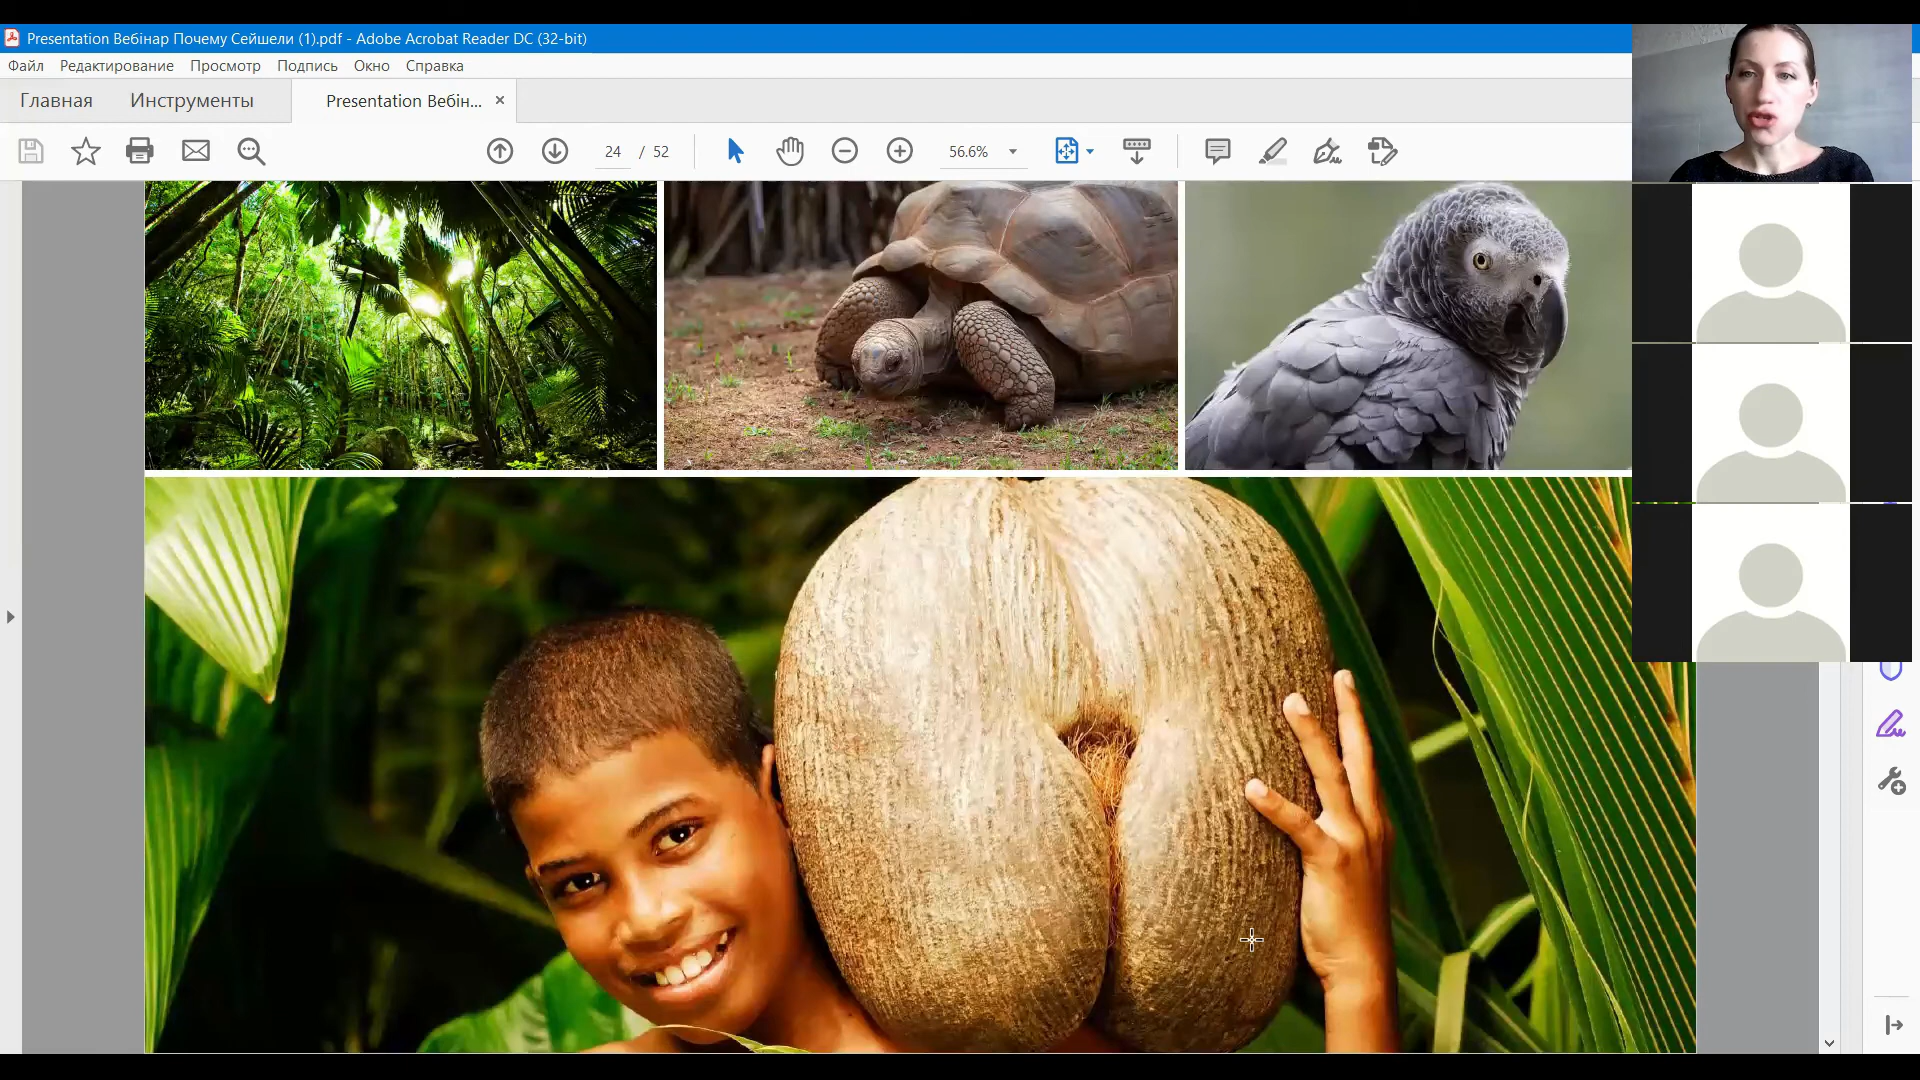 Presentation Вебінар Почему Сейшели (1).pdf - Adobe Acrobat Reader DC (32-bit)
Файл Редактирование Просмотр Подпись Окно Справка
Главная Инструменты Presentation Вебін...
24 / 52 56.6%